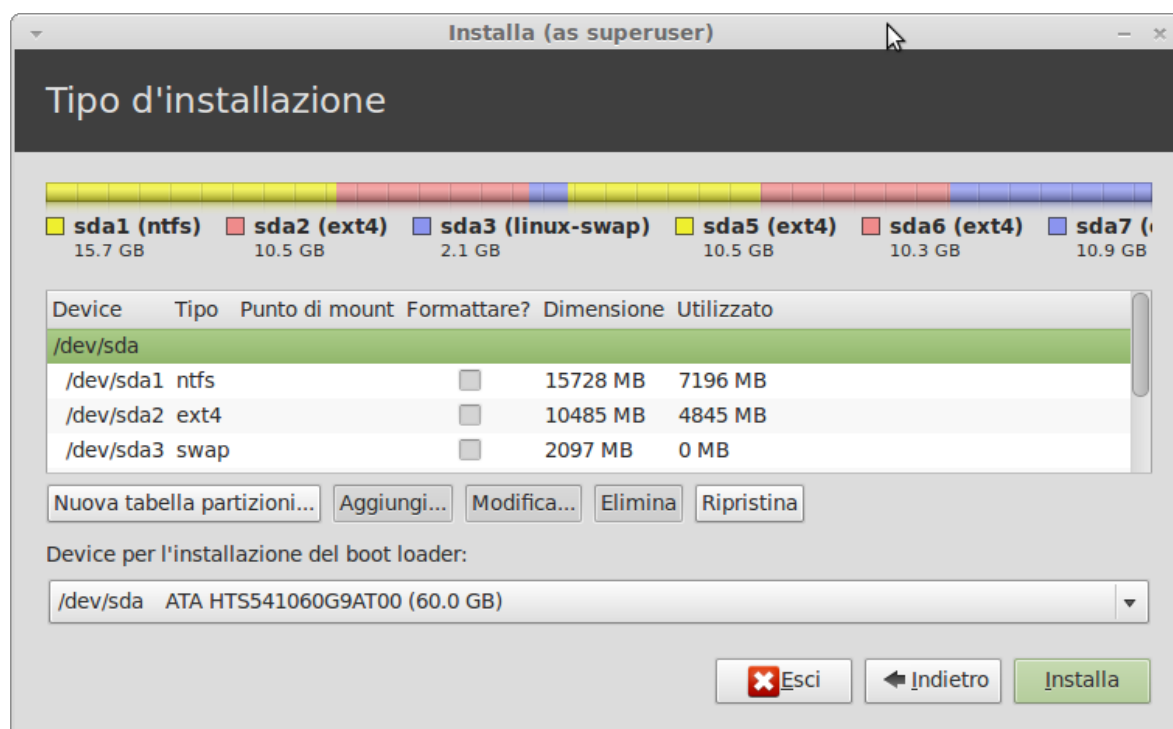 Installa (as superuser)
Tipo d'installazione
sda1 (ntfs) sda2 (ext4) sda3 (linux-swap) sda5 (ext4) sda6 (ext4) sda7 (
15.7 GB 10.5 GB 2.1 GB 10.5 GB 10.3 GB 10.9 GB
Device Tipo Punto di mount Formattare? Dimensione Utilizzato
/dev/sda
/dev/sda1 ntfs 15728 MB 7196 MB
/dev/sda2 ext4 10485 MB 4845 MB
/dev/sda3 swap 2097 MB 0 MB
Nuova tabella partizioni... Aggiungi... Modifica... Elimina Ripristina
Device per l'installazione del boot loader:
/dev/sda ATA HTS541060G9AT00 (60.0 GB)
Esci Indietro Installa